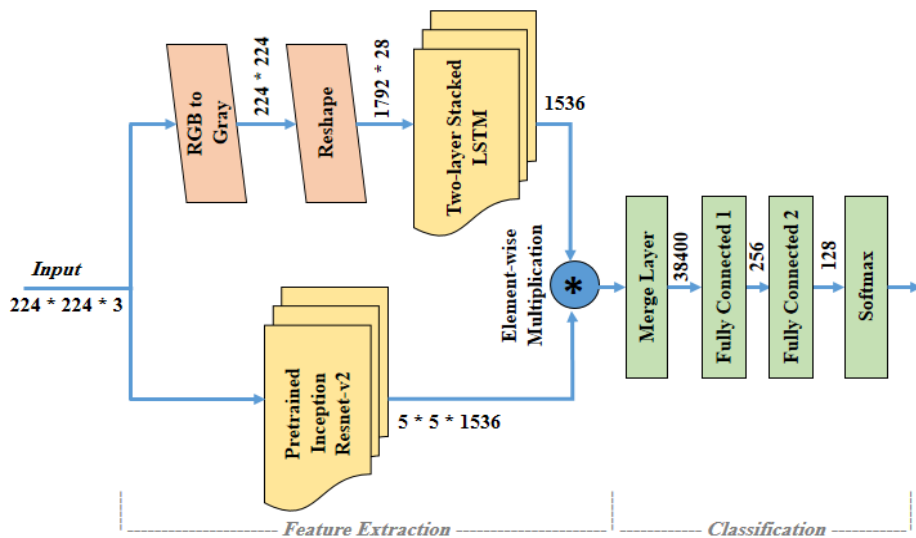 Input
224 * 224 * 3
RGB to
Gray
224 * 224
Reshape
1792 * 28
Two-layer Stacked
LSTM
1536
Pretrained
Inception
Resnet-v2
5 * 5 * 1536
Element-wise
Multiplication
*
Merge Layer
38400
Fully Connected 1
256
Fully Connected 2
128
Softmax
Feature Extraction
Classification